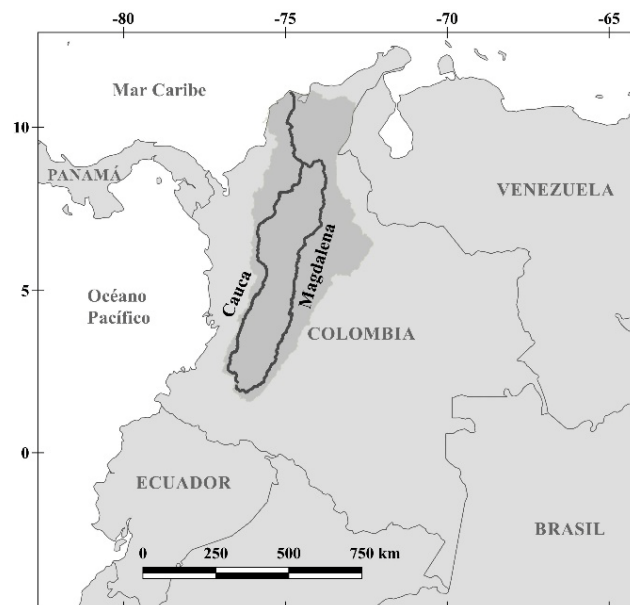 -80 -75 -70 -65
Mar Caribe
10
PANAMÁ
VENEZUELA
Cauca
Magdalena
5
Océano
Pacífico
COLOMBIA
0
ECUADOR
BRASIL
0 250 500 750 km